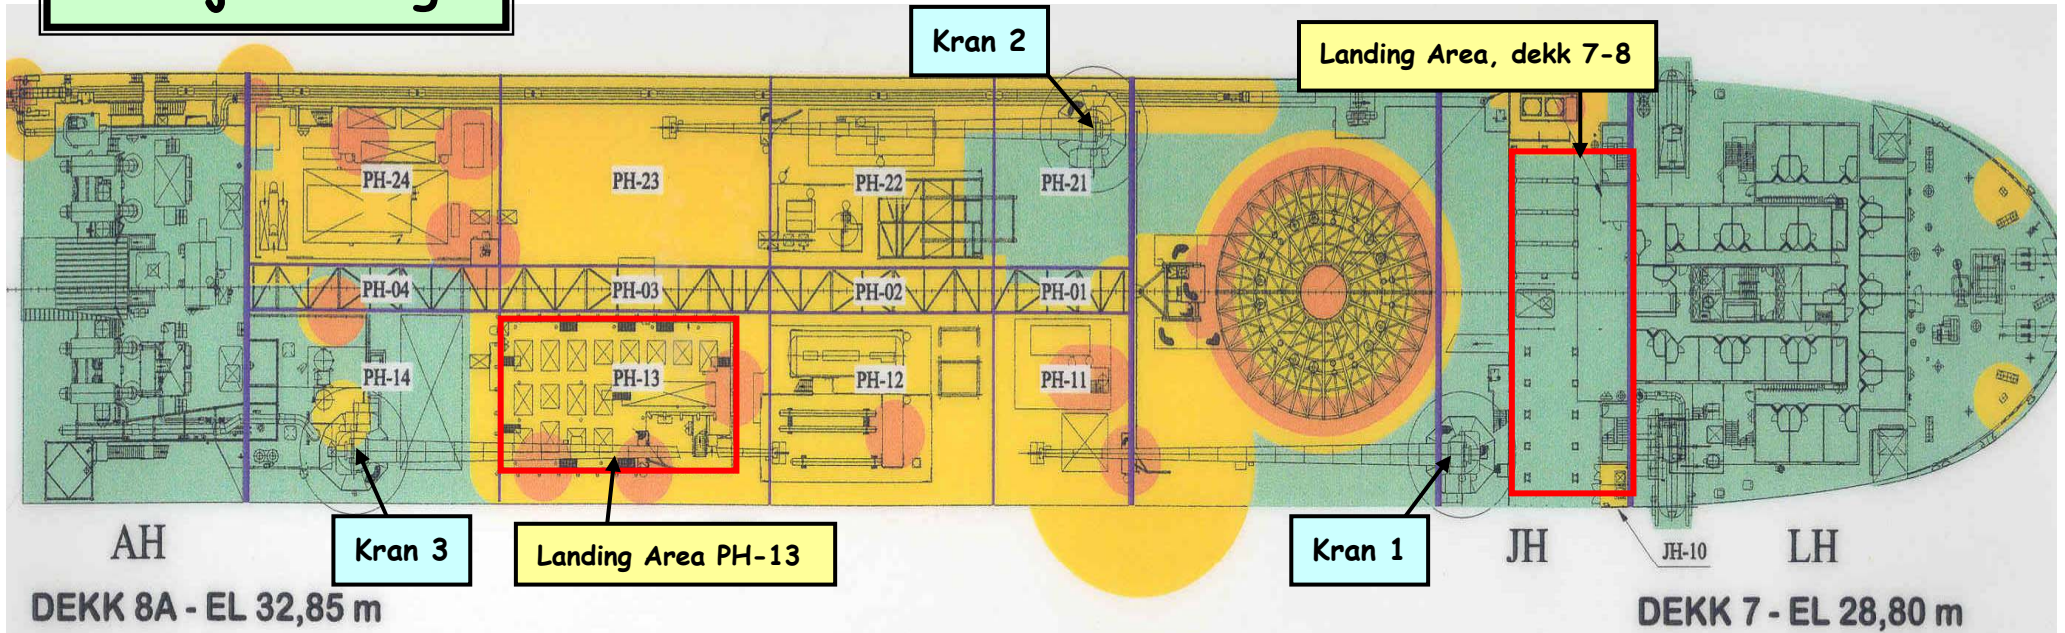 Kran 2
Landing Area, dekk 7-8
PH-24
PH-23
PH-22
PH-21
PH-04
PH-03
PH-02
PH-01
PH-14
PH-13
PH-12
PH-11
Kran 3
Landing Area PH-13
Kran 1
AH
JH
JH-10
LH
DEKK 8A - EL 32,85 m
DEKK 7 - EL 28,80 m